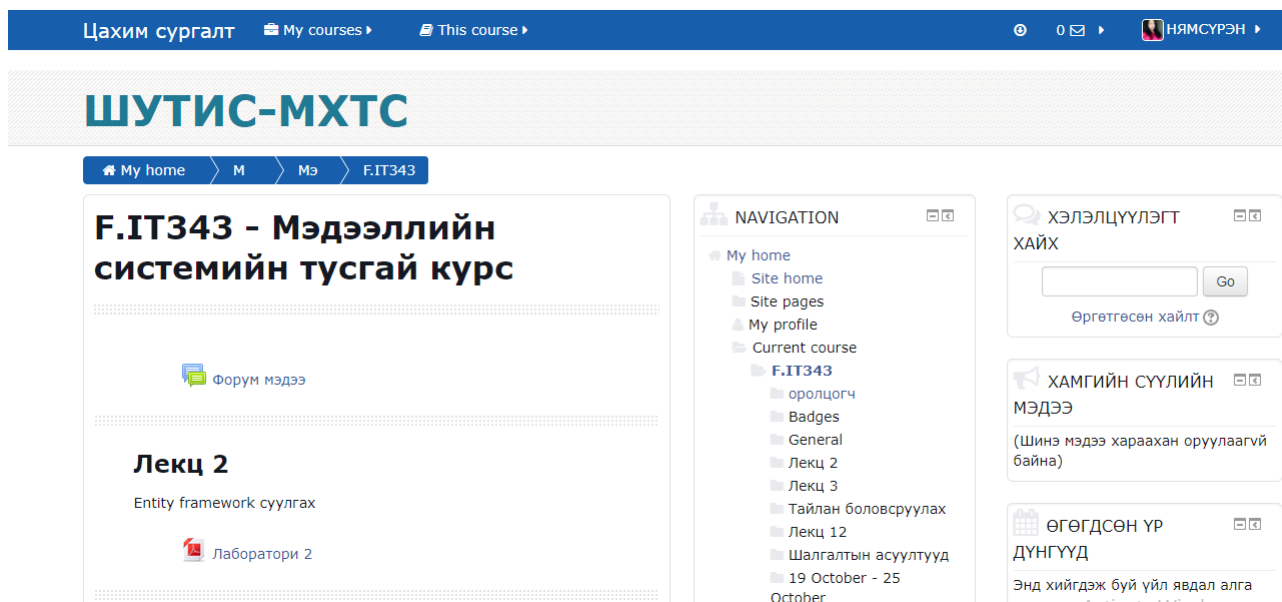 Цахим сургалт My courses This course 0 НЯМСҮРЭН
ШУТИС-МХТС
My home М Мэ F.IT343
F.IT343 - Мэдээллийн
системийн тусгай курс
Форум мэдээ
Лекц 2
Entity framework суулгах
Лаборатори 2
NAVIGATION
My home
Site home
Site pages
My profile
Current course
F.IT343
оролцогч
Badges
General
Лекц 2
Лекц 3
Тайлан боловсруулах
Лекц 12
Шалгалтын асуултууд
19 October - 25
October
ХЭЛЭЛЦҮҮЛЭГТ
ХАЙХ
Go
Өргөтгөсөн хайлт
ХАМГИЙН СҮҮЛИЙН
МЭДЭЭ
(Шинэ мэдээ хараахан оруулаагүй
байна)
ӨГӨГДСӨН ҮР
ДҮНГҮҮД
Энд хийгдэж буй үйл явдал алга